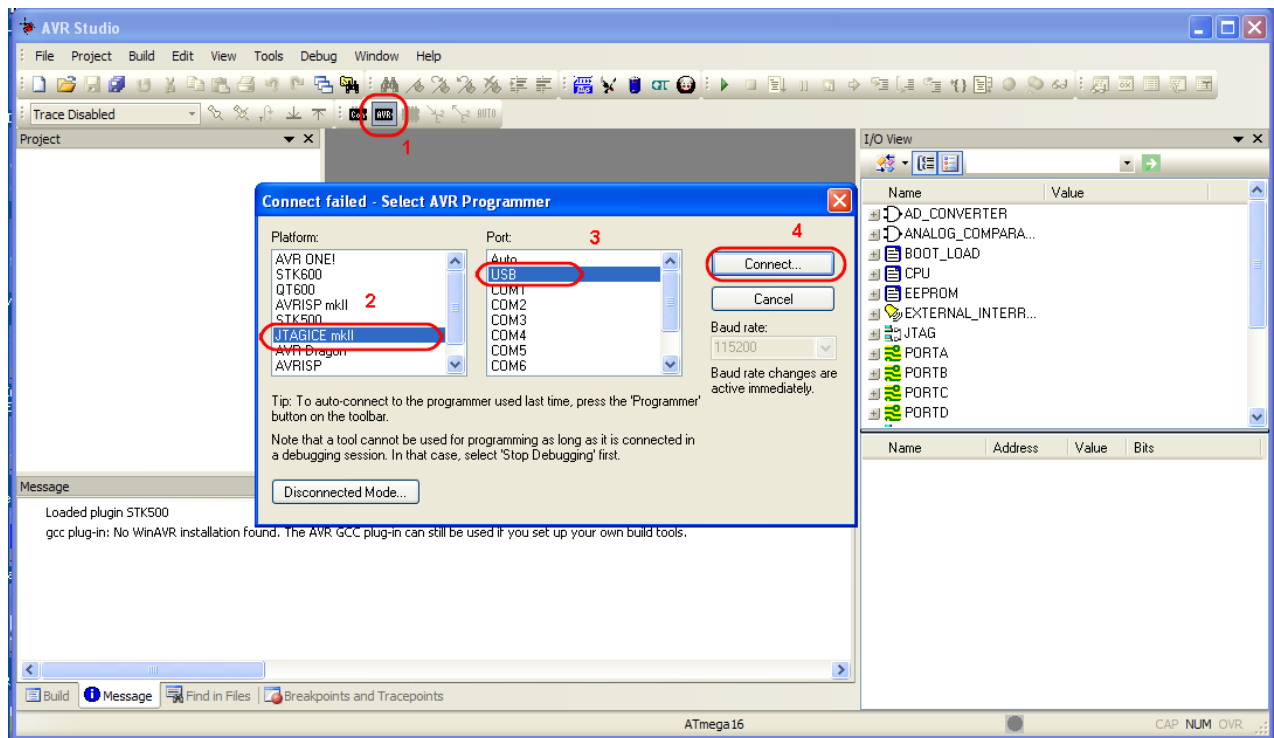 AVR Studio
File Project Build Edit View Tools Debug Window Help
Trace Disabled
AVR
AUTO
1
Project
I/O View
Connect failed - Select AVR Programmer
Platform:
AVR ONE!
STK600
QT600
AVRISP mkII
2
STK500
JTAGICE mkII
AVR Dragon
AVRISP
Port:
3
Auto
USB
COM1
COM2
COM3
COM4
COM5
COM6
4
Connect...
Cancel
Baud rate:
115200
Baud rate changes are
active immediately.
Tip: To auto-connect to the programmer used last time, press the 'Programmer'
button on the toolbar.
Note that a tool cannot be used for programming as long as it is connected in
a debugging session. In that case, select 'Stop Debugging' first.
Disconnected Mode...
Name Value
AD_CONVERTER
ANALOG_COMPARA...
BOOT_LOAD
CPU
EEPROM
EXTERNAL_INTERR...
JTAG
PORTA
PORTB
PORTC
PORTD
Name Address Value Bits
Message
Loaded plugin STK500
gcc plug-in: No WinAVR installation found. The AVR GCC plug-in can still be used if you set up your own build tools.
Build Message Find in Files Breakpoints and Tracepoints
ATmega16 CAP NUM OVR